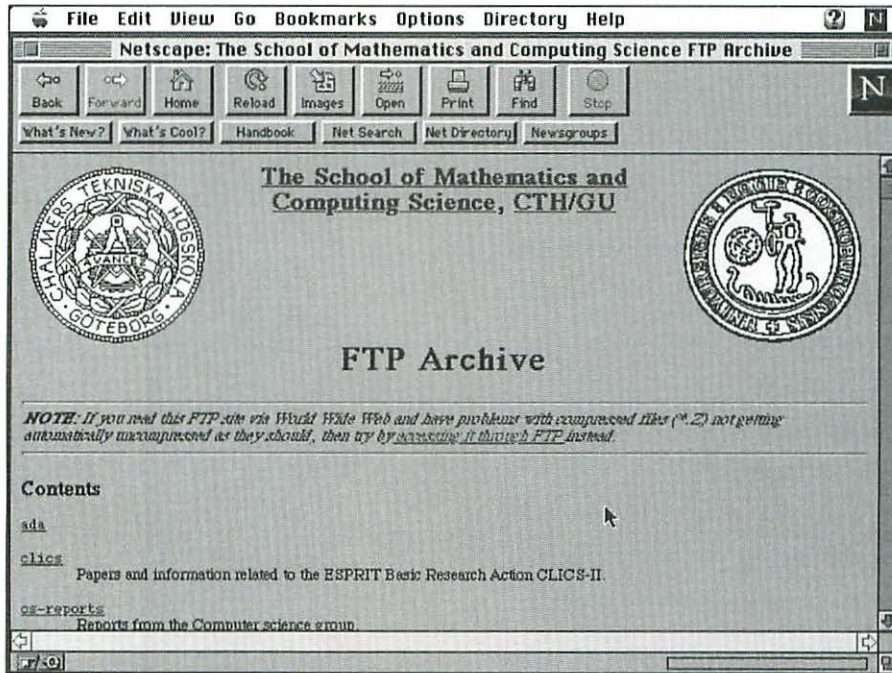 File Edit View Go Bookmarks Options Directory Help
Netscape: The School of Mathematics and Computing Science FTP Archive
Back Forward Home Reload Images Open Print Find Stop
N
What's New? What's Cool? Handbook Net Search Net Directory Newsgroups
CHALMERS TEKNISKA HÖGSKOLA · GÖTEBORG ·
AVANCEZ
The School of Mathematics and
Computing Science, CTH/GU
FTP Archive
NOTE: If you read this FTP site via World Wide Web and have problems with compressed files (*.Z) not getting
automatically uncompressed as they should, then try by accessing it through FTP instead.
Contents
ada
clics
Papers and information related to the ESPRIT Basic Research Action CLICS-II.
cs-reports
Reports from the Computer science group.